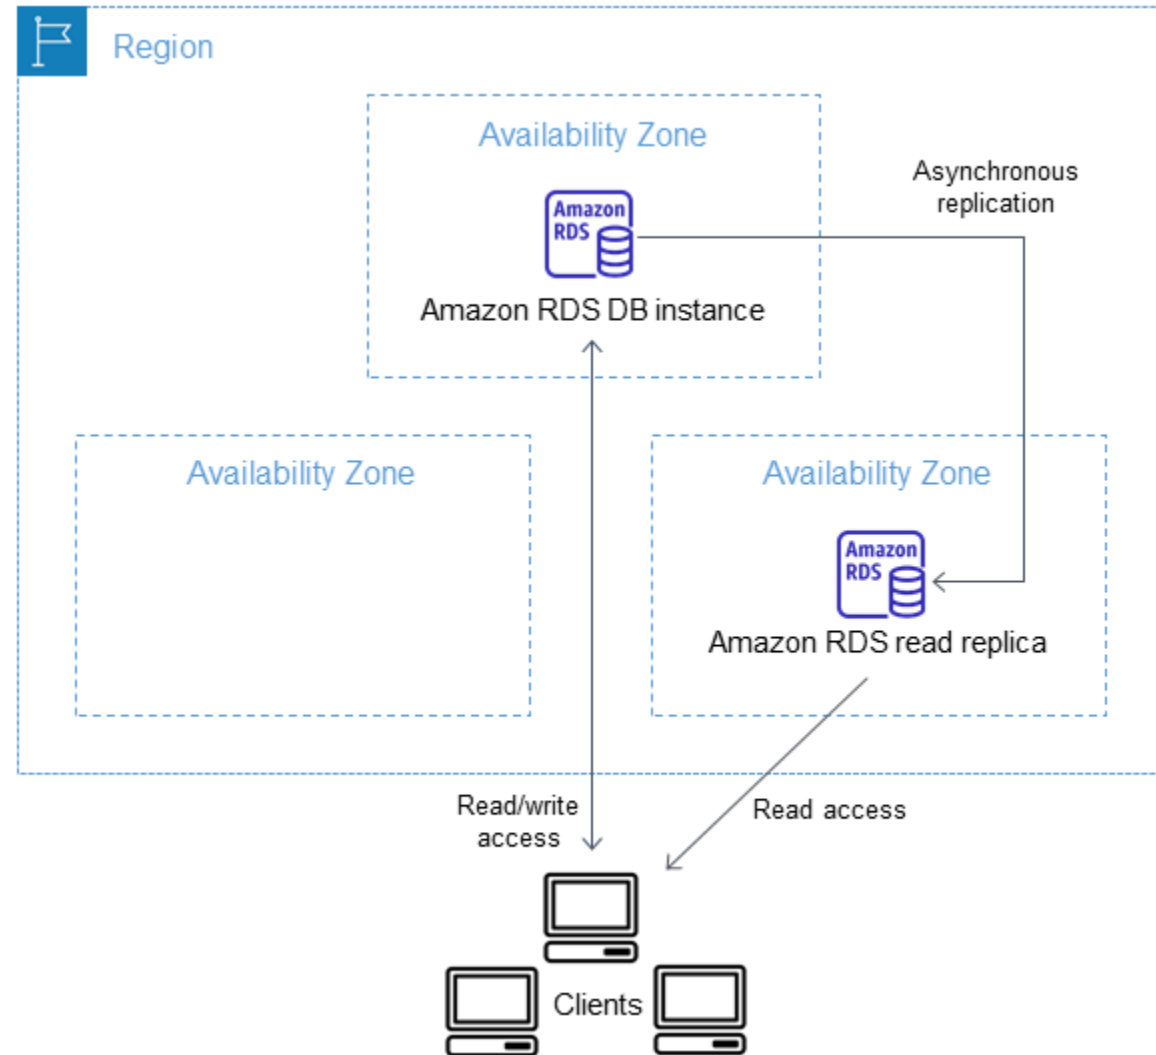 Region
Availability Zone
Asynchronous
replication
Amazon
RDS
Amazon RDS DB instance
Availability Zone
Availability Zone
Amazon
RDS
Amazon RDS read replica
Read/write
access
Read access
Clients